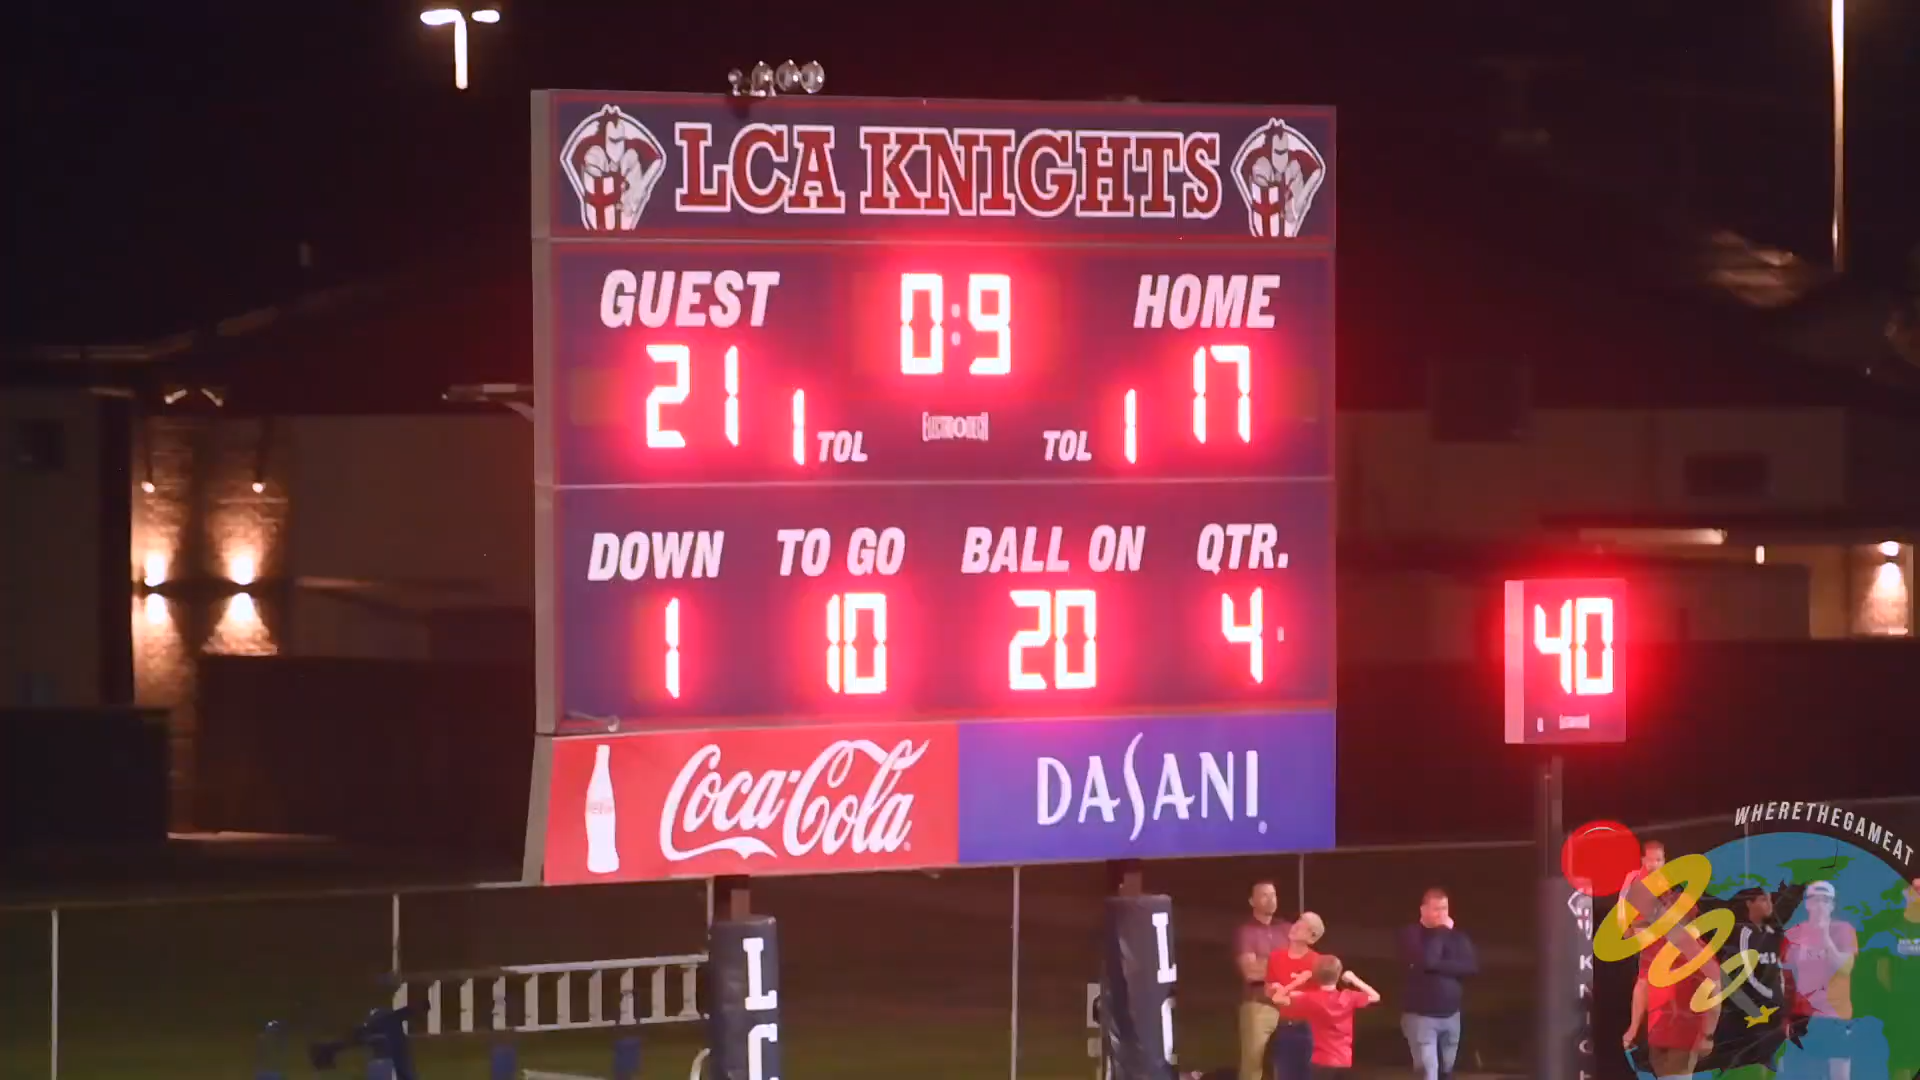 LCA KNIGHTS
GUEST 0:9 HOME
21 1 TOL TOL 1 17
DOWN TO GO BALL ON QTR.
1 10 20 4
40
Coca-Cola DASANI
WHERETHEGAMEAT
L L
C C